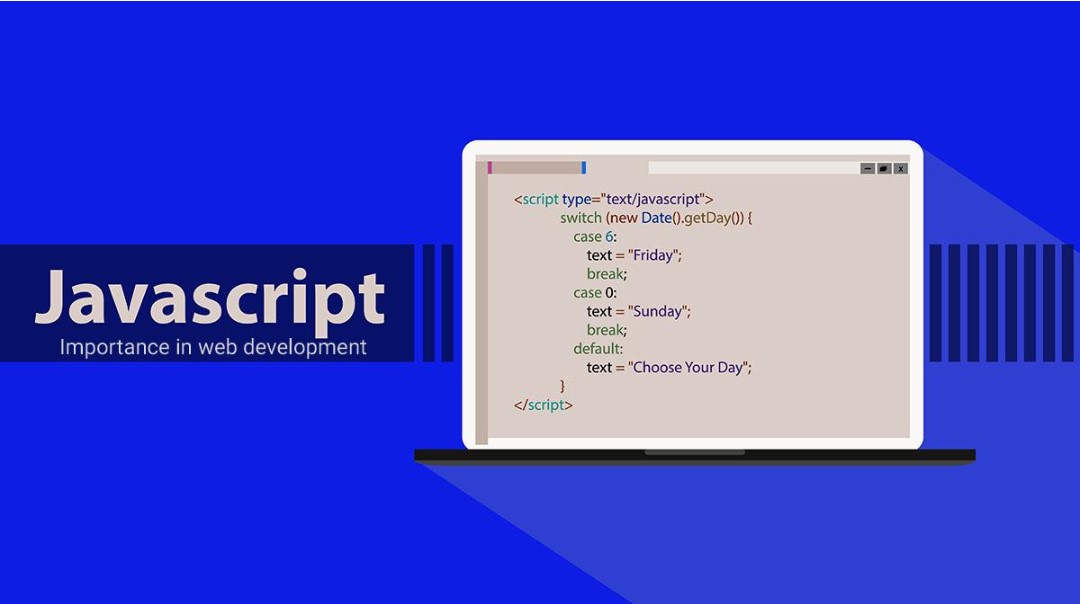 Javascript
Importance in web development
<script type="text/javascript">
switch (new Date().getDay()) {
case 6:
text = "Friday";
break;
case 0:
text = "Sunday";
break;
default:
text = "Choose Your Day";
}
</script>